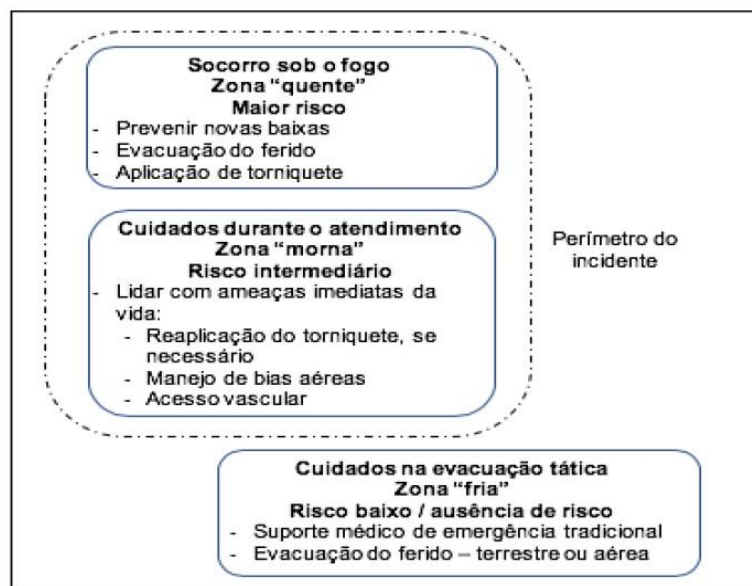 Socorro sob o fogo
Zona “quente”
Maior risco
- Prevenir novas baixas
- Evacuação do ferido
- Aplicação de torniquete
Cuidados durante o atendimento
Zona “morna”
Risco intermediário
- Lidar com ameaças imediatas da
vida:
- Reaplicação do torniquete, se
necessário
- Manejo de bias aéreas
- Acesso vascular
Perímetro do
incidente
Cuidados na evacuação tática
Zona “fria”
Risco baixo / ausência de risco
- Suporte médico de emergência tradicional
- Evacuação do ferido – terrestre ou aérea